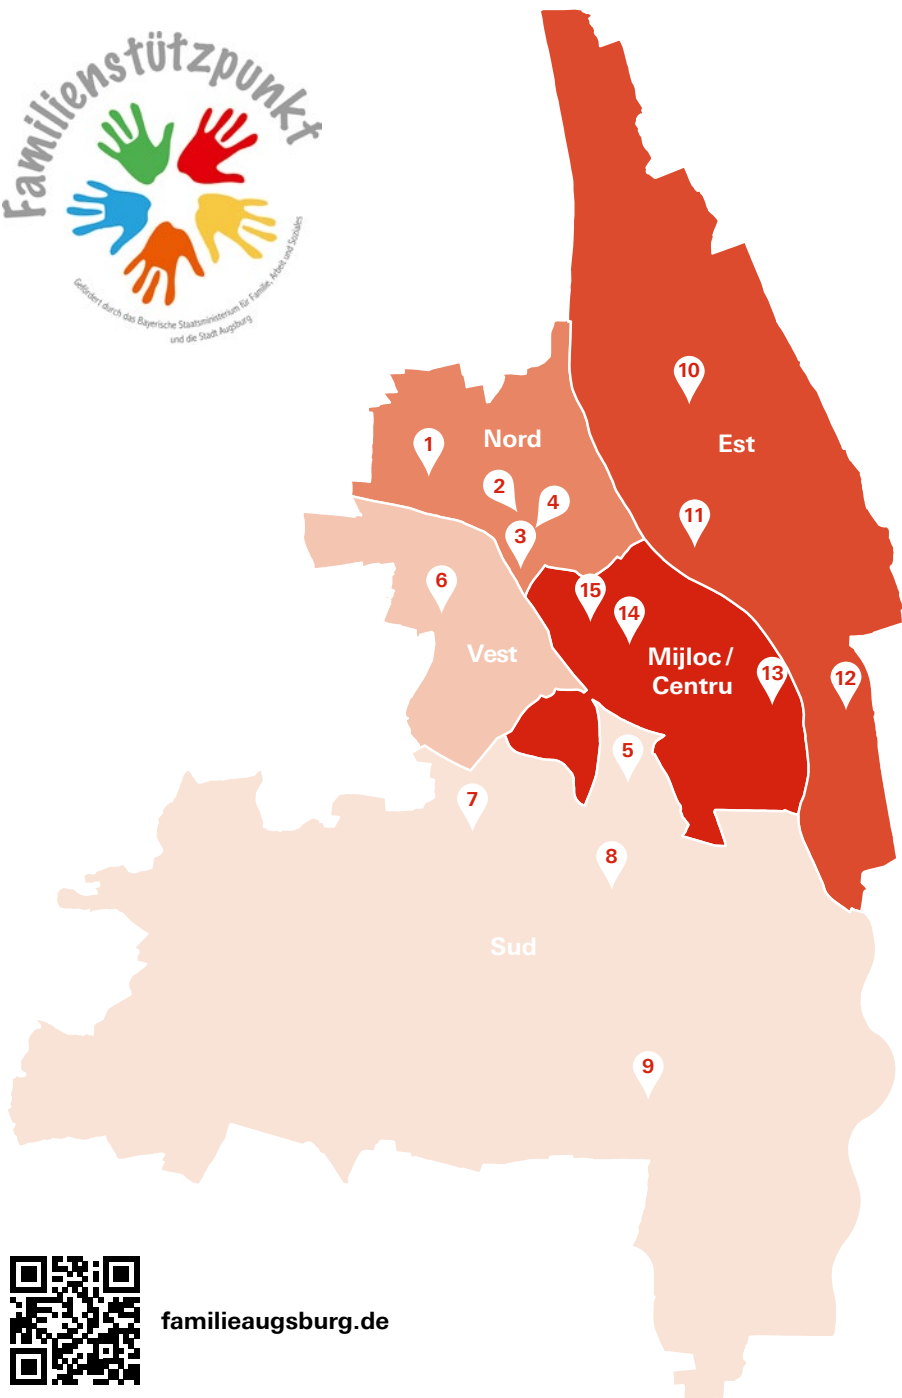 Familienstützpunkt
Gefördert durch das Bayerische Staatsministerium für Familie, Arbeit und Soziales
und die Stadt Augsburg
10
Nord
Est
1
2
4
11
3
6
15
14
Vest
Mijloc /
Centru
13
12
5
7
8
Sud
9
familieaugsburg.de